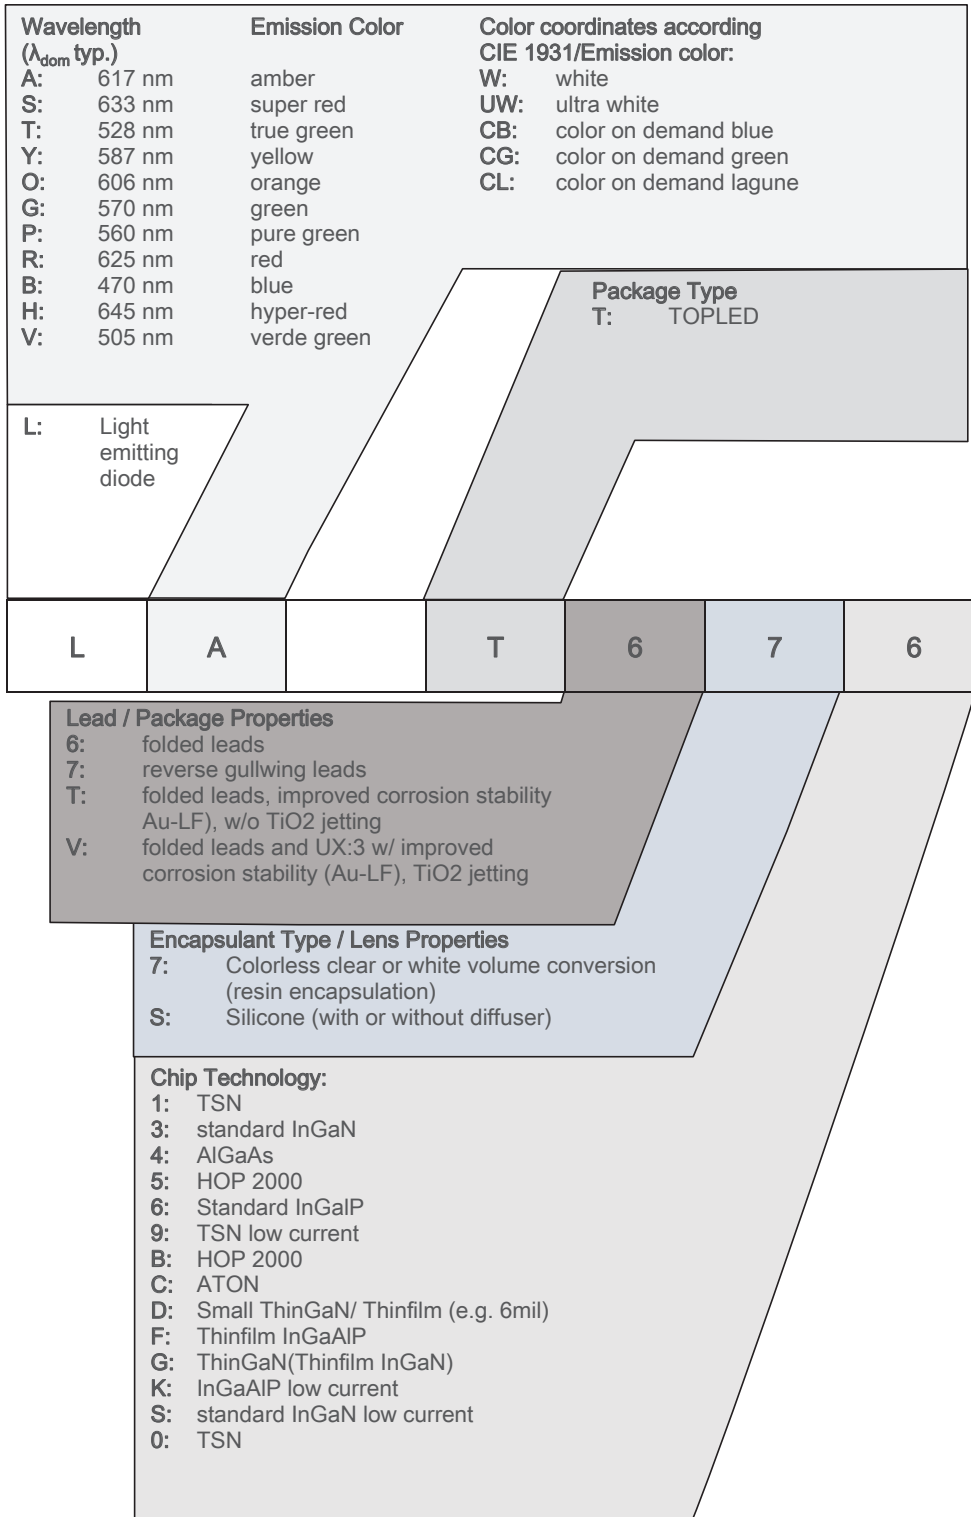 Wavelength Emission Color Color coordinates according
(λdom typ.) CIE 1931/Emission color:
A: 617 nm amber W: white
S: 633 nm super red UW: ultra white
T: 528 nm true green CB: color on demand blue
Y: 587 nm yellow CG: color on demand green
O: 606 nm orange CL: color on demand lagune
G: 570 nm green
P: 560 nm pure green
R: 625 nm red
B: 470 nm blue
H: 645 nm hyper-red
V: 505 nm verde green
Package Type
T: TOPLED
L: Light
emitting
diode
L A T 6 7 6
Lead / Package Properties
6: folded leads
7: reverse gullwing leads
T: folded leads, improved corrosion stability
Au-LF), w/o TiO2 jetting
V: folded leads and UX:3 w/ improved
corrosion stability (Au-LF), TiO2 jetting
Encapsulant Type / Lens Properties
7: Colorless clear or white volume conversion
(resin encapsulation)
S: Silicone (with or without diffuser)
Chip Technology:
1: TSN
3: standard InGaN
4: AlGaAs
5: HOP 2000
6: Standard InGalP
9: TSN low current
B: HOP 2000
C: ATON
D: Small ThinGaN/ Thinfilm (e.g. 6mil)
F: Thinfilm InGaAlP
G: ThinGaN(Thinfilm InGaN)
K: InGaAlP low current
S: standard InGaN low current
0: TSN